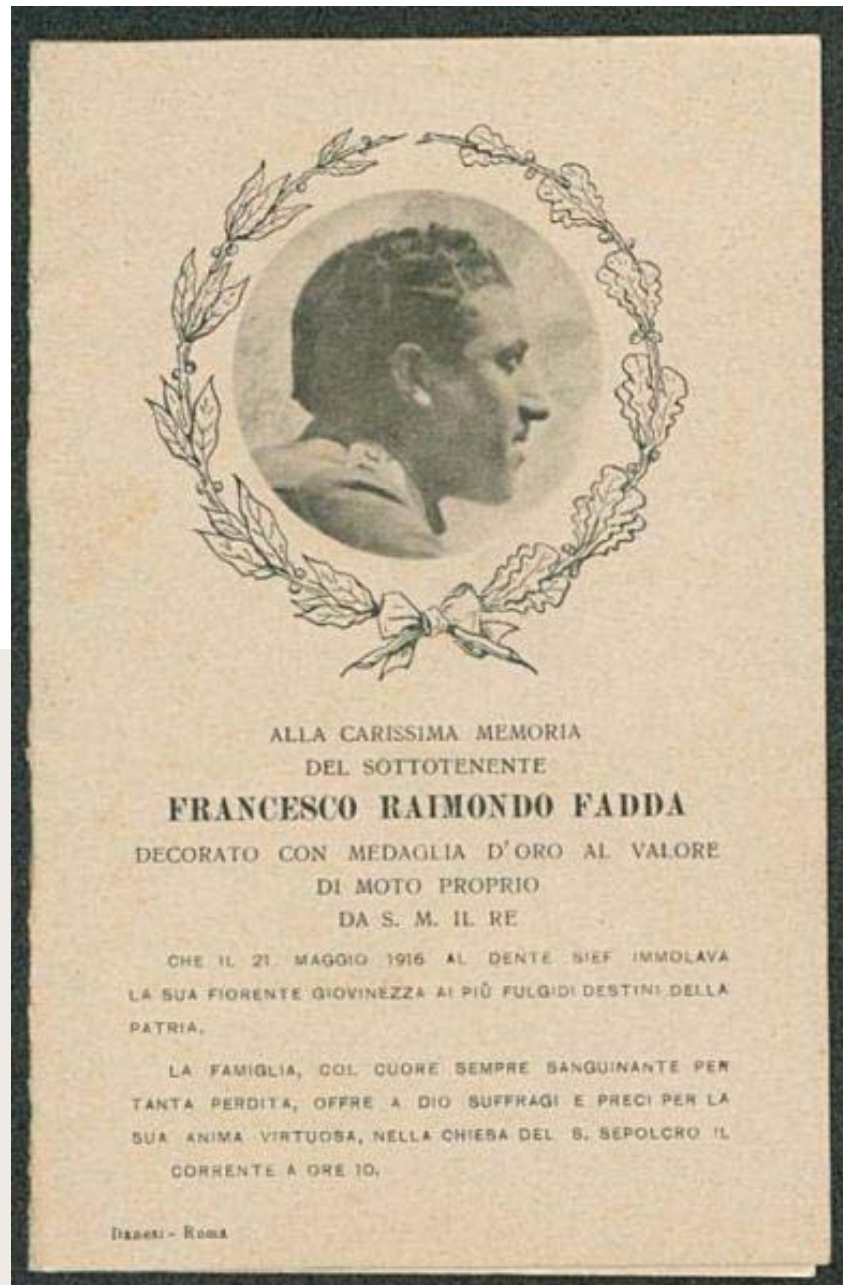 ALLA CARISSIMA MEMORIA
DEL SOTTOTENENTE
FRANCESCO RAIMONDO FADDA
DECORATO CON MEDAGLIA D'ORO AL VALORE
DI MOTO PROPRIO
DA S. M. IL RE
CHE IL 21 MAGGIO 1916 AL DENTE SIEF IMMOLAVA
LA SUA FIORENTE GIOVINEZZA AI PIÙ FULGIDI DESTINI DELLA
PATRIA.
LA FAMIGLIA, COL CUORE SEMPRE SANGUINANTE PER
TANTA PERDITA, OFFRE A DIO SUFFRAGI E PRECI PER LA
SUA ANIMA VIRTUOSA, NELLA CHIESA DEL S. SEPOLCRO IL
CORRENTE A ORE 10.
Danesi - Roma